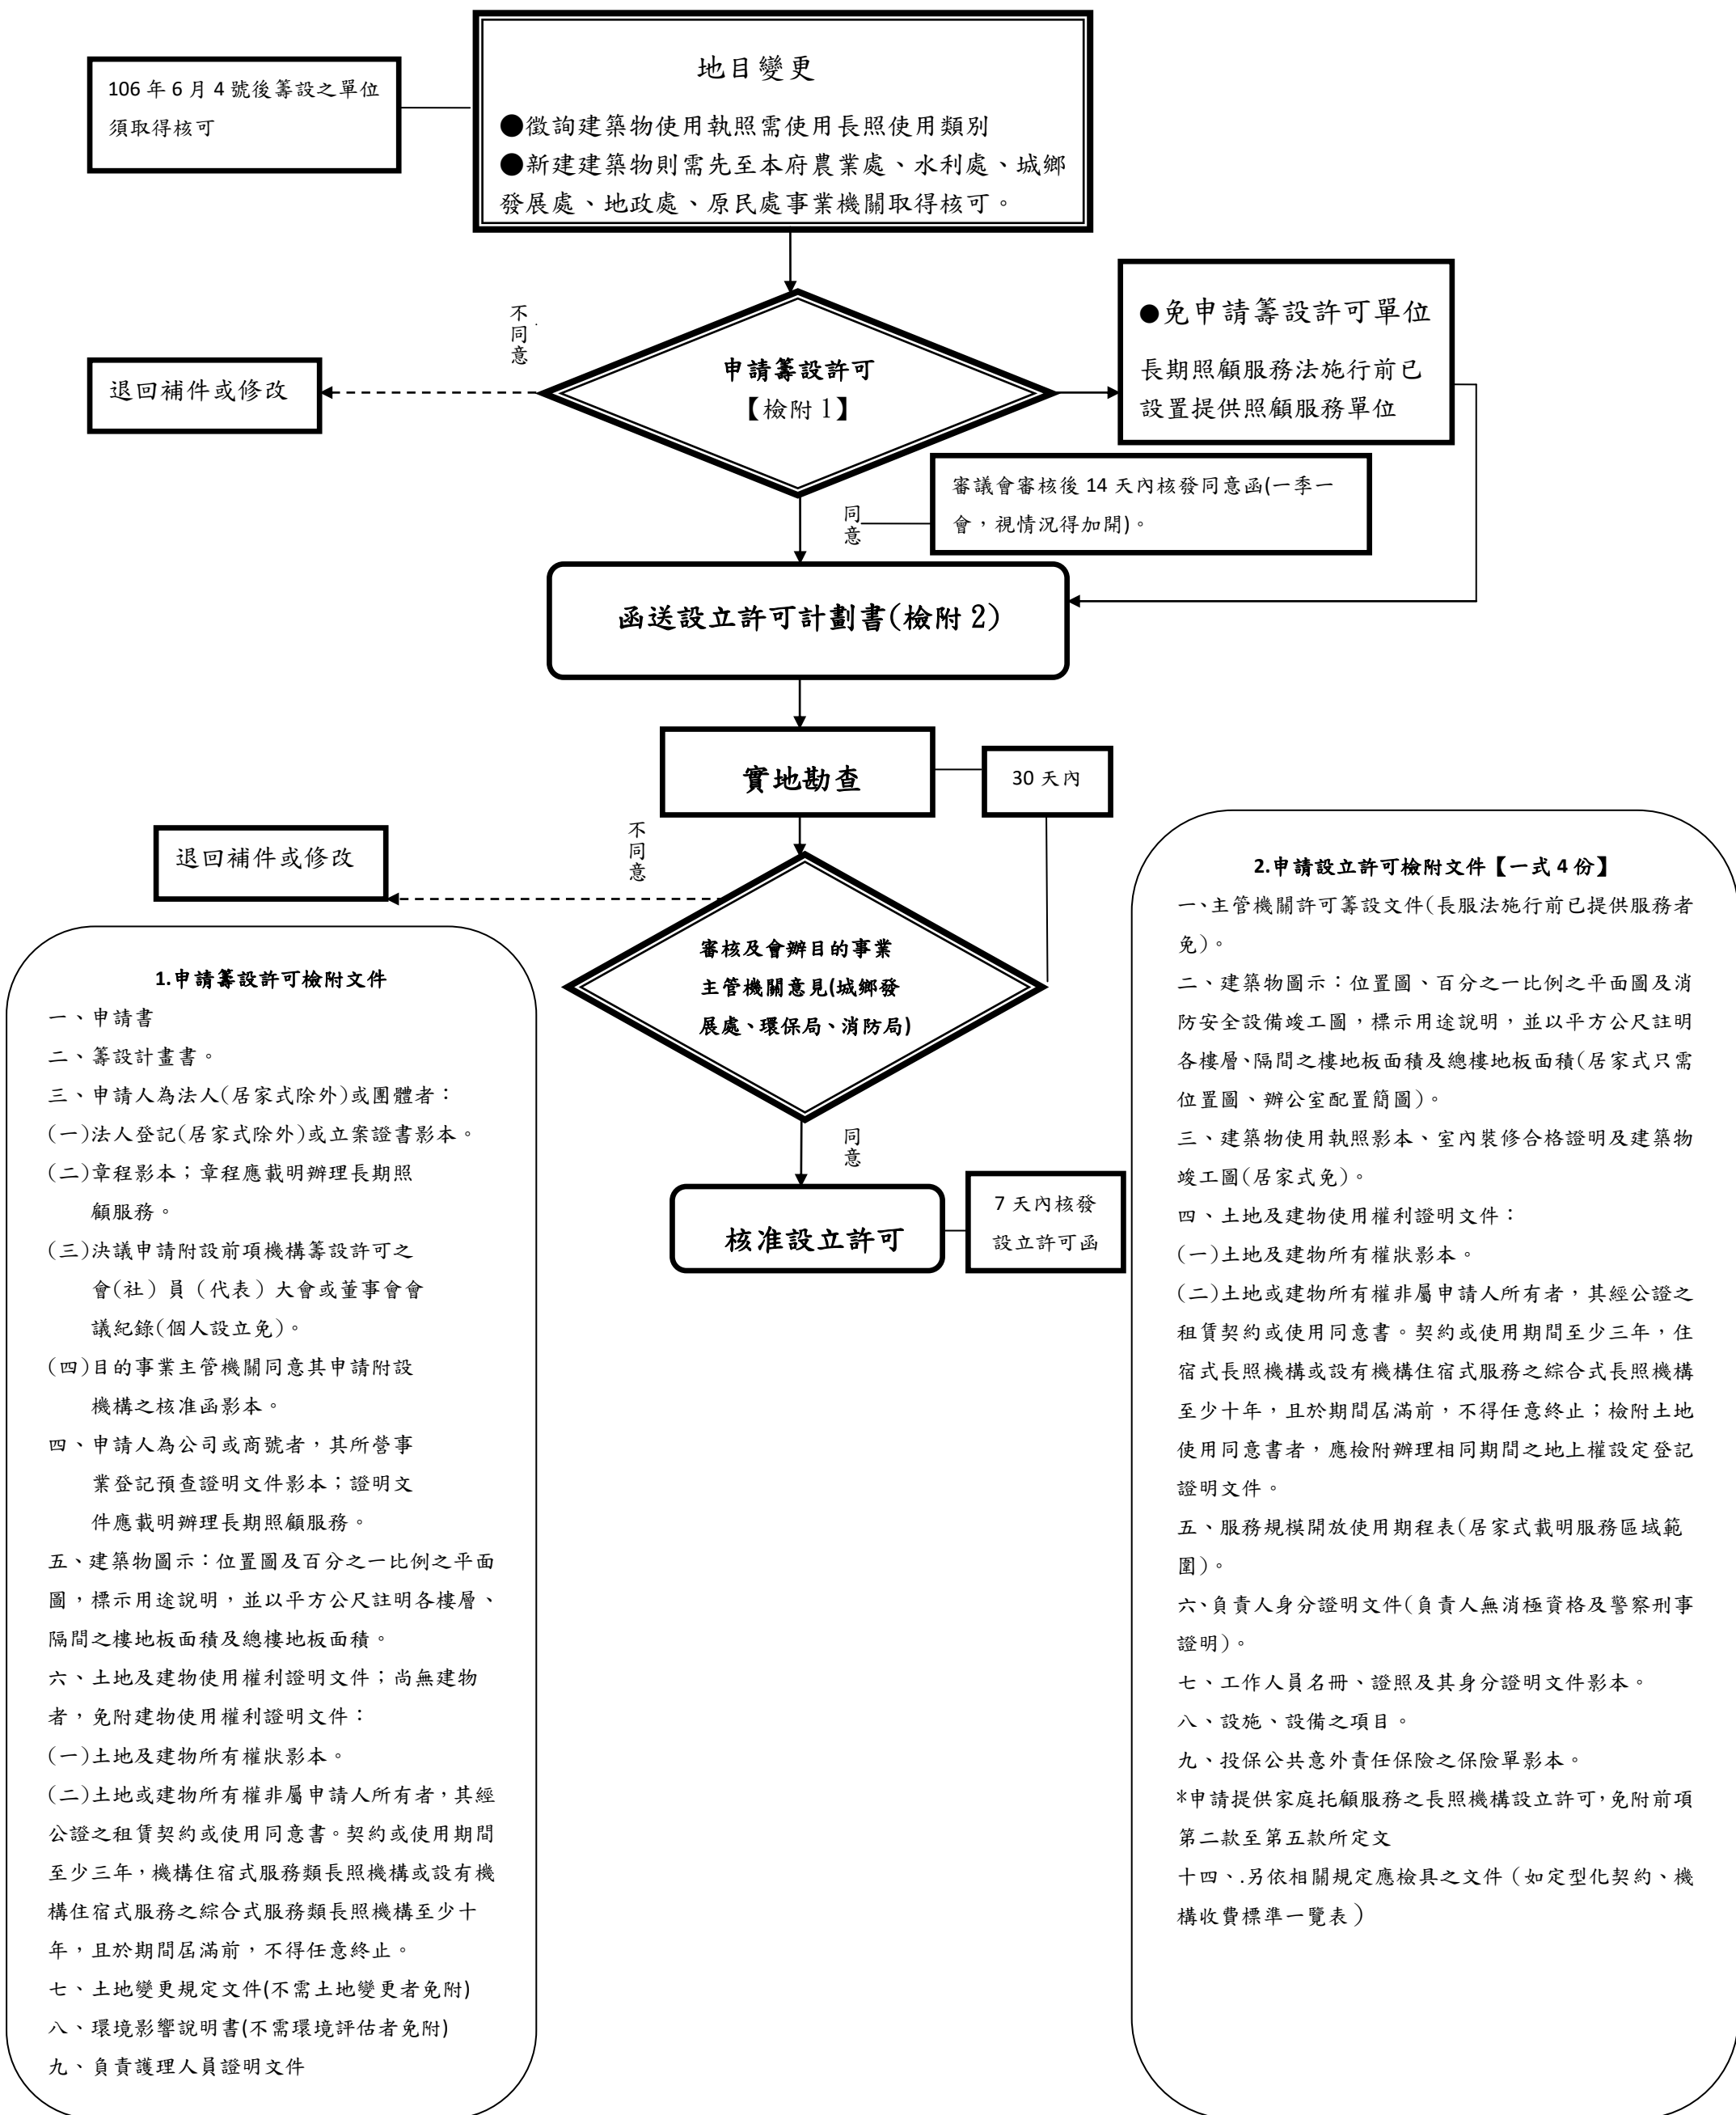 地目變更
●徵詢建築物使用執照需使用長照使用類別
●新建建築物則需先至本府農業處、水利處、城鄉
發展處、地政處、原民處事業機關取得核可。
106 年 6 月 4 號後籌設之單位
須取得核可
不同意
申請籌設許可
【檢附 1】
退回補件或修改
●免申請籌設許可單位
長期照顧服務法施行前已
設置提供照顧服務單位
同意
審議會審核後 14 天內核發同意函(一季一
會，視情況得加開)。
函送設立許可計劃書(檢附 2)
實地勘查
30 天內
不同意
退回補件或修改
審核及會辦目的事業
主管機關意見(城鄉發
展處、環保局、消防局)
同意
核准設立許可
7 天內核發
設立許可函
1.申請籌設許可檢附文件
一、申請書
二、籌設計畫書。
三、申請人為法人(居家式除外)或團體者：
(一)法人登記(居家式除外)或立案證書影本。
(二)章程影本；章程應載明辦理長期照
顧服務。
(三)決議申請附設前項機構籌設許可之
會(社）員（代表）大會或董事會會
議紀錄(個人設立免)。
(四)目的事業主管機關同意其申請附設
機構之核准函影本。
四、申請人為公司或商號者，其所營事
業登記預查證明文件影本；證明文
件應載明辦理長期照顧服務。
五、建築物圖示：位置圖及百分之一比例之平面
圖，標示用途說明，並以平方公尺註明各樓層、
隔間之樓地板面積及總樓地板面積。
六、土地及建物使用權利證明文件；尚無建物
者，免附建物使用權利證明文件：
(一)土地及建物所有權狀影本。
(二)土地或建物所有權非屬申請人所有者，其經
公證之租賃契約或使用同意書。契約或使用期間
至少三年，機構住宿式服務類長照機構或設有機
構住宿式服務之綜合式服務類長照機構至少十
年，且於期間屆滿前，不得任意終止。
七、土地變更規定文件(不需土地變更者免附)
八、環境影響說明書(不需環境評估者免附)
九、負責護理人員證明文件
2.申請設立許可檢附文件【一式 4 份】
一、主管機關許可籌設文件(長服法施行前已提供服務者
免)。
二、建築物圖示：位置圖、百分之一比例之平面圖及消
防安全設備竣工圖，標示用途說明，並以平方公尺註明
各樓層、隔間之樓地板面積及總樓地板面積(居家式只需
位置圖、辦公室配置簡圖)。
三、建築物使用執照影本、室內裝修合格證明及建築物
竣工圖(居家式免)。
四、土地及建物使用權利證明文件：
(一)土地及建物所有權狀影本。
(二)土地或建物所有權非屬申請人所有者，其經公證之
租賃契約或使用同意書。契約或使用期間至少三年，住
宿式長照機構或設有機構住宿式服務之綜合式長照機構
至少十年，且於期間屆滿前，不得任意終止；檢附土地
使用同意書者，應檢附辦理相同期間之地上權設定登記
證明文件。
五、服務規模開放使用期程表(居家式載明服務區域範
圍)。
六、負責人身分證明文件(負責人無消極資格及警察刑事
證明)。
七、工作人員名冊、證照及其身分證明文件影本。
八、設施、設備之項目。
九、投保公共意外責任保險之保險單影本。
*申請提供家庭托顧服務之長照機構設立許可，免附前項
第二款至第五款所定文
十四、.另依相關規定應檢具之文件（如定型化契約、機
構收費標準一覽表）